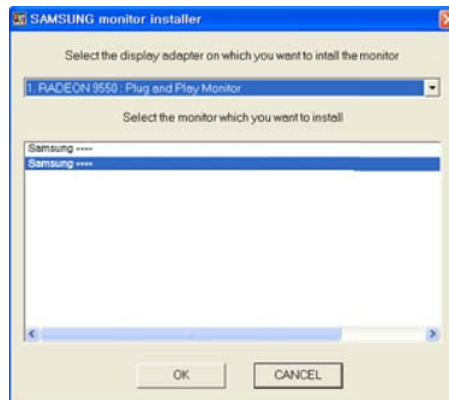 SAMSUNG monitor installer
Select the display adapter on which you want to intall the monitor
1. RADEON 9550 : Plug and Play Monitor
Select the monitor which you want to install
Samsung ----
Samsung ----
OK
CANCEL